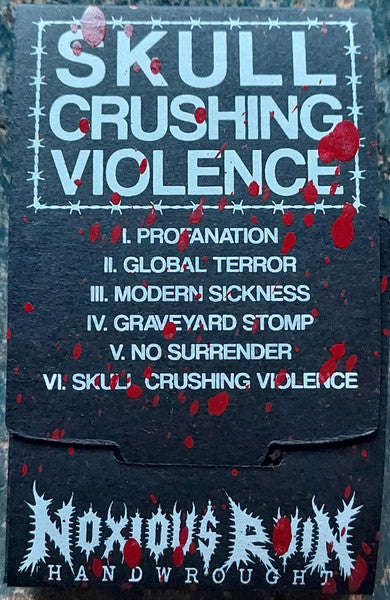 SKULL
CRUSHING
VIOLENCE
I. PROFANATION
II. GLOBAL TERROR
III. MODERN SICKNESS
IV. GRAVEYARD STOMP
V. NO SURRENDER
VI. SKULL CRUSHING VIOLENCE
NOXIOUS RUIN
HANDWROUGHT